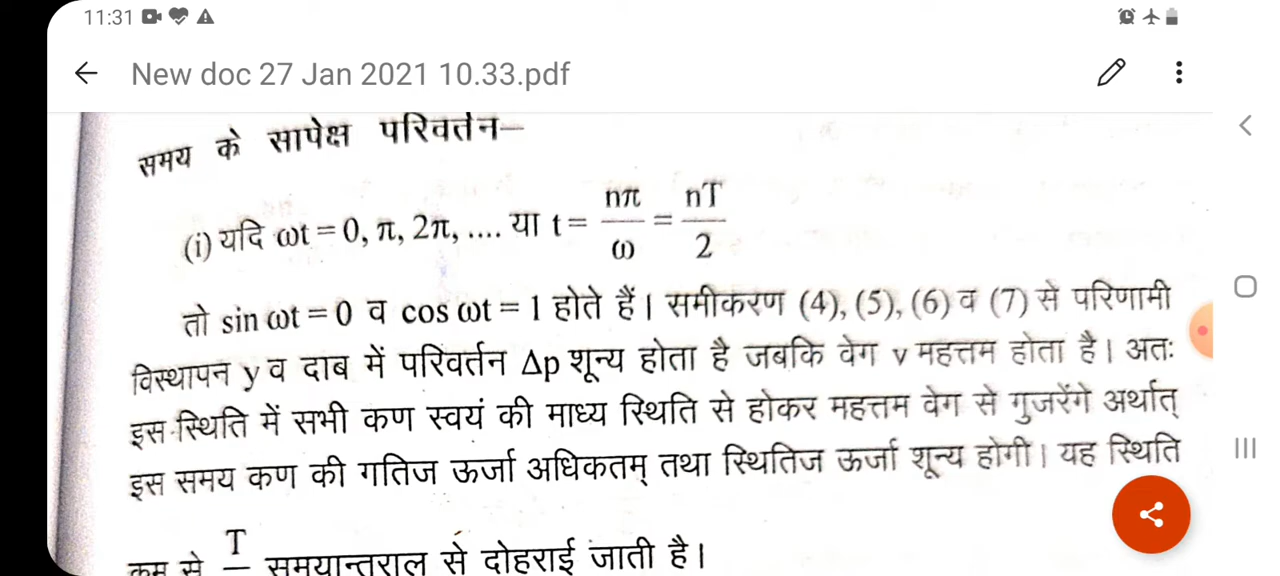 11:31
New doc 27 Jan 2021 10.33.pdf
समय के सापेक्ष परिवर्तन–
(i) यदि ωt = 0, π, 2π, .... या t = nπ/ω = nT/2
तो sin ωt = 0 व cos ωt = 1 होते हैं। समीकरण (4), (5), (6) व (7) से परिणामी
विस्थापन y व दाब में परिवर्तन Δp शून्य होता है जबकि वेग v महत्तम होता है। अतः
इस स्थिति में सभी कण स्वयं की माध्य स्थिति से होकर महत्तम वेग से गुजरेंगे अर्थात्
इस समय कण की गतिज ऊर्जा अधिकतम् तथा स्थितिज ऊर्जा शून्य होगी। यह स्थिति
क्रम से T समयान्तराल से दोहराई जाती है।